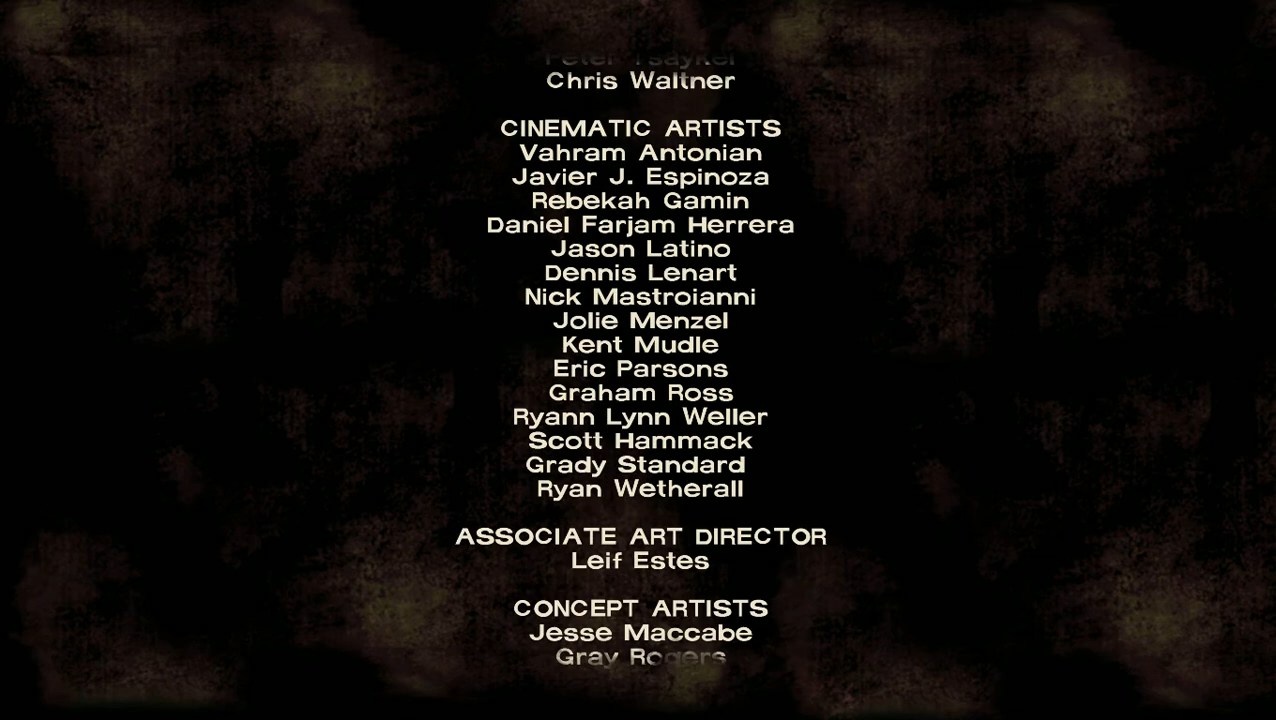 Peter Tsaykel
Chris Waltner
CINEMATIC ARTISTS
Vahram Antonian
Javier J. Espinoza
Rebekah Gamin
Daniel Farjam Herrera
Jason Latino
Dennis Lenart
Nick Mastroianni
Jolie Menzel
Kent Mudle
Eric Parsons
Graham Ross
Ryann Lynn Weller
Scott Hammack
Grady Standard
Ryan Wetherall
ASSOCIATE ART DIRECTOR
Leif Estes
CONCEPT ARTISTS
Jesse Maccabe
Gray Rogers